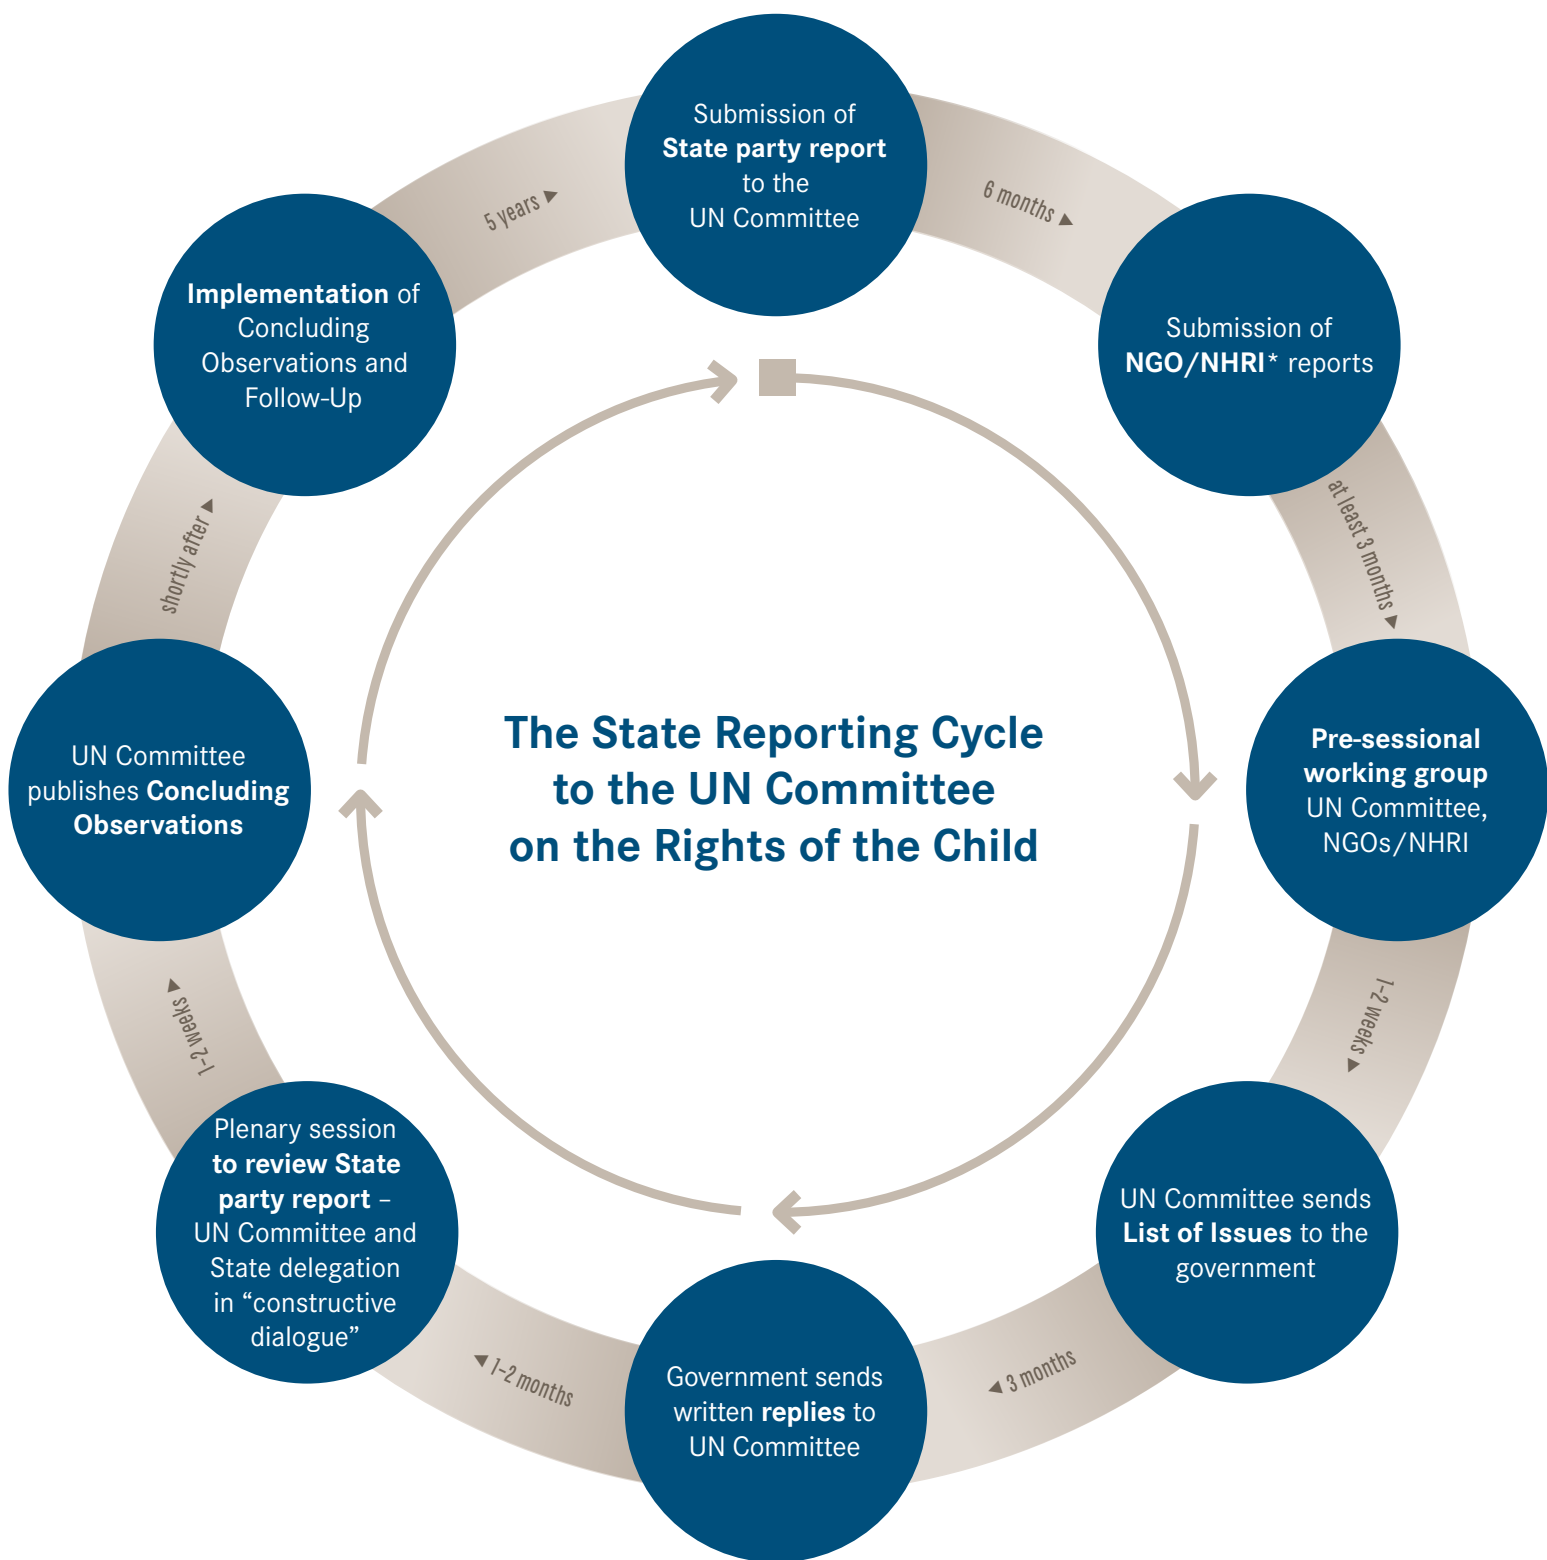 Submission of
State party report
to the
UN Committee
6 months ▶
Submission of
NGO/NHRI* reports
at least 3 months ▶
Pre-sessional
working group
UN Committee,
NGOs/NHRI
1–2 weeks ▶
UN Committee sends
List of Issues to the
government
◀ 3 months
Government sends
written replies to
UN Committee
◀ 1–2 months
Plenary session
to review State
party report –
UN Committee and
State delegation
in “constructive
dialogue”
1–2 weeks ▶
UN Committee
publishes Concluding
Observations
shortly after ▶
Implementation of
Concluding
Observations and
Follow-Up
5 years ▶
The State Reporting Cycle
to the UN Committee
on the Rights of the Child